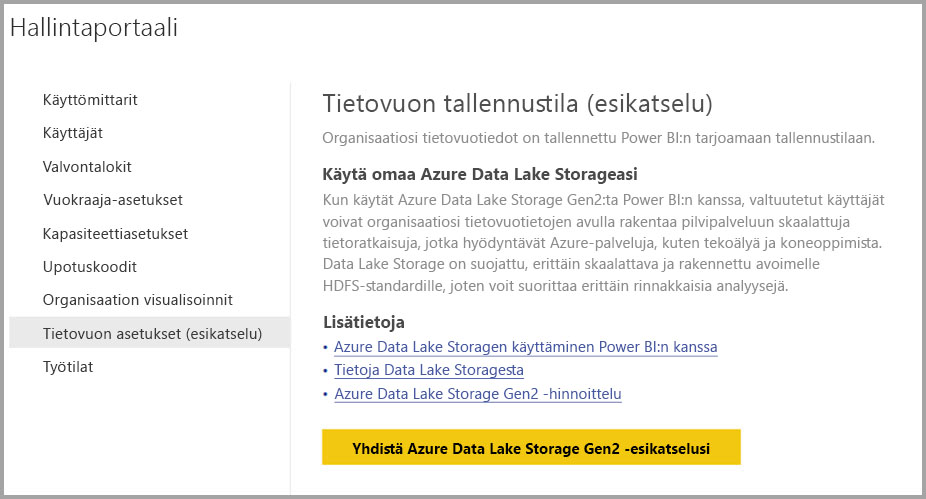 Hallintaportaali
Käyttömittarit
Käyttäjät
Valvontalokit
Vuokraaja-asetukset
Kapasiteettiasetukset
Upotuskoodit
Organisaation visualisoinnit
Tietovuon asetukset (esikatselu)
Työtilat
Tietovuon tallennustila (esikatselu)
Organisaatiosi tietovuotiedot on tallennettu Power BI:n tarjoamaan tallennustilaan.
Käytä omaa Azure Data Lake Storageasi
Kun käytät Azure Data Lake Storage Gen2:ta Power BI:n kanssa, valtuutetut käyttäjät
voivat organisaatiosi tietovuotietojen avulla rakentaa pilvipalveluun skaalattuja
tietoratkaisuja, jotka hyödyntävät Azure-palveluja, kuten tekoälyä ja koneoppimista.
Data Lake Storage on suojattu, erittäin skaalattava ja rakennettu avoimelle
HDFS-standardille, joten voit suorittaa erittäin rinnakkaisia analyysejä.
Lisätietoja
• Azure Data Lake Storagen käyttäminen Power BI:n kanssa
• Tietoja Data Lake Storagesta
• Azure Data Lake Storage Gen2 -hinnoittelu
Yhdistä Azure Data Lake Storage Gen2 -esikatselusi